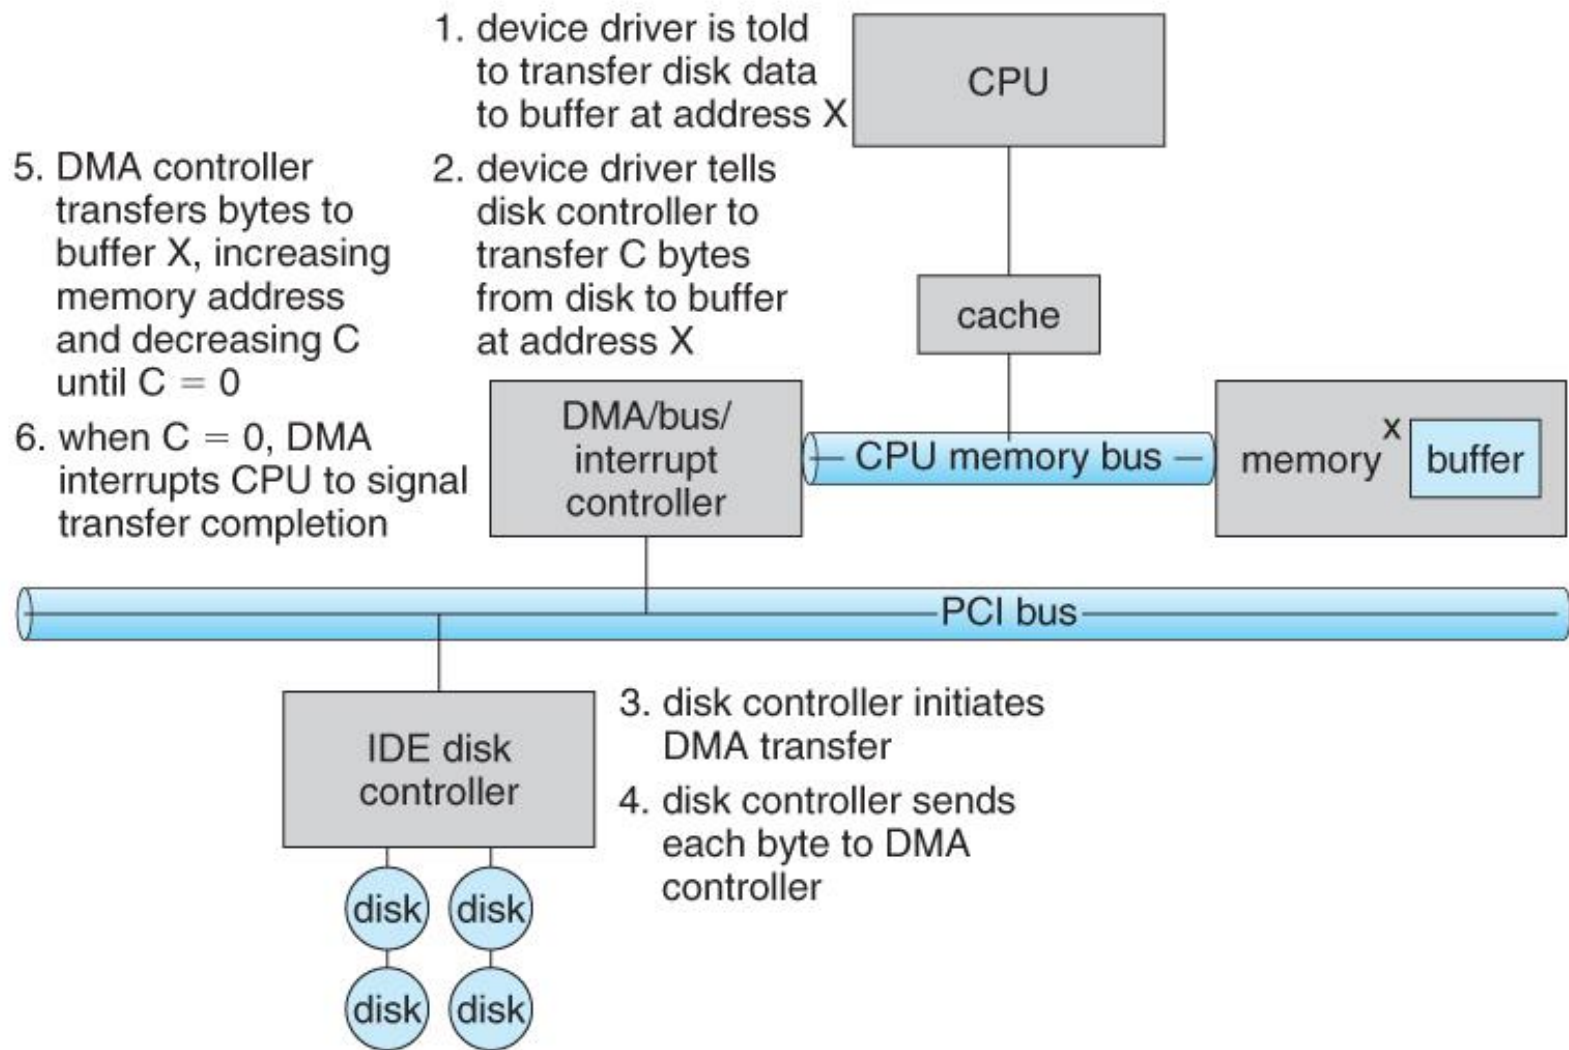 1. device driver is told
to transfer disk data
to buffer at address X
CPU
5. DMA controller
transfers bytes to
buffer X, increasing
memory address
and decreasing C
until C = 0
2. device driver tells
disk controller to
transfer C bytes
from disk to buffer
at address X
cache
6. when C = 0, DMA
interrupts CPU to signal
transfer completion
DMA/bus/
interrupt
controller
CPU memory bus
memory
x
buffer
PCI bus
IDE disk
controller
3. disk controller initiates
DMA transfer
4. disk controller sends
each byte to DMA
controller
disk
disk
disk
disk